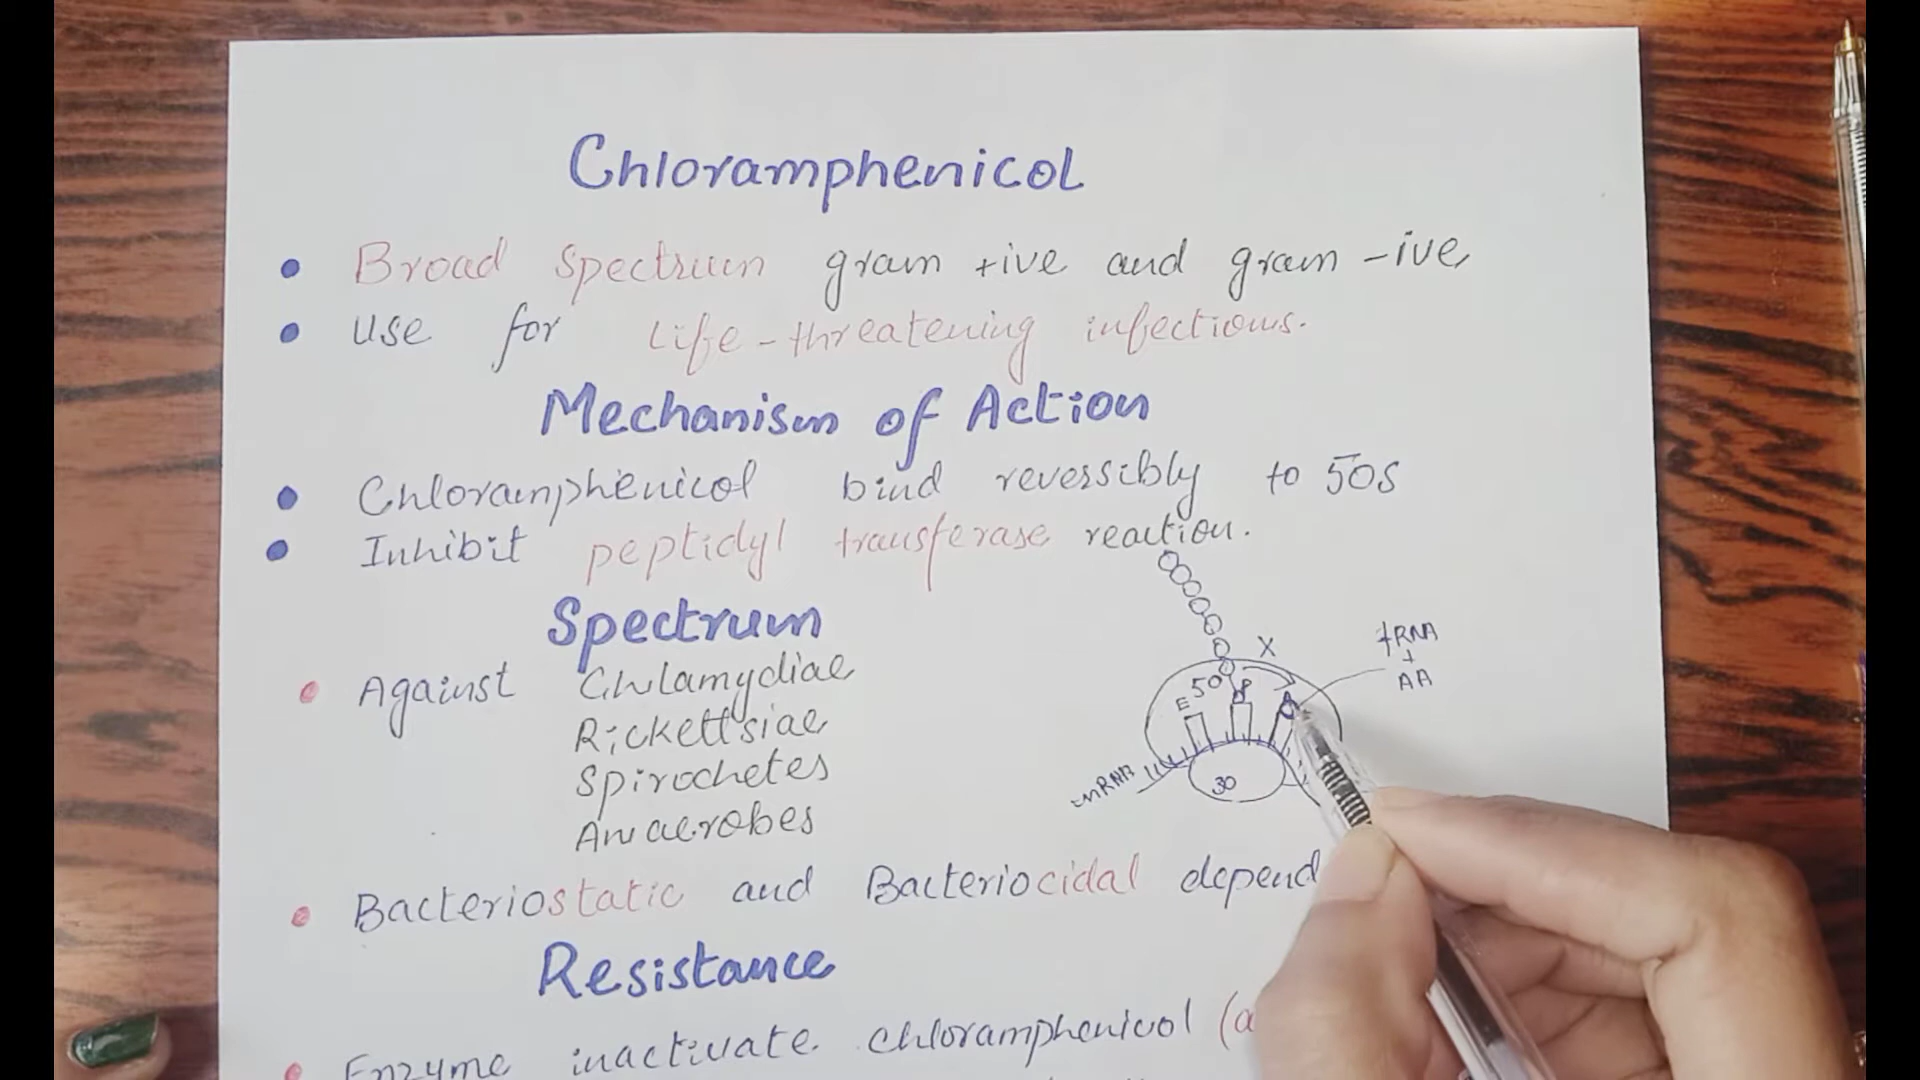 Chloramphenicol
• Broad Spectrum gram +ive and gram -ive
• Use for Life-threatening infections.
Mechanism of Action
• Chloramphenicol bind reversibly to 50S
• Inhibit peptidyl transferase reaction.
Spectrum
• Against Chlamydiae
Rickettsiae
Spirochetes
Anaerobes
X
tRNA
+
AA
50
E P A
mRNA
30
• Bacteriostatic and Bacteriocidal depend
Resistance
• Enzyme inactivate chloramphenicol (a